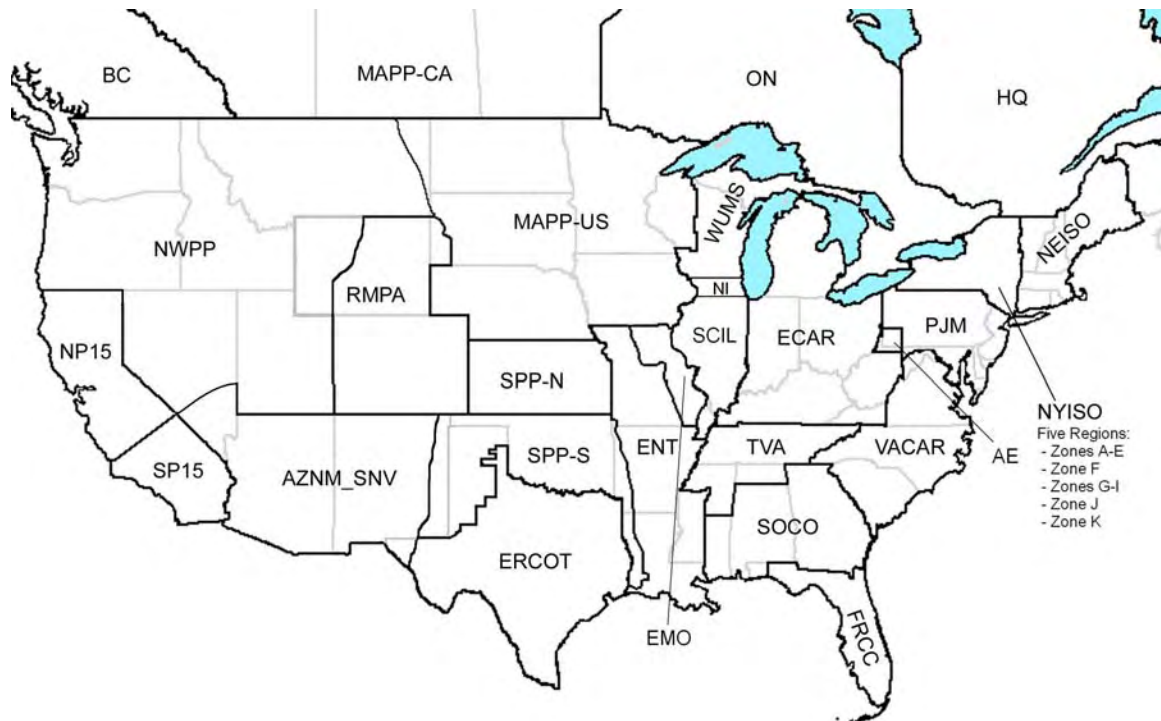 BC
MAPP-CA
ON
HQ
NWPP
MAPP-US
WUMS
NEISO
NI
RMPA
NP15
SCIL
ECAR
PJM
SPP-N
NYISO
Five Regions:
- Zones A-E
- Zone F
- Zones G-I
- Zone J
- Zone K
AE
SP15
AZNM_SNV
SPP-S
ENT
TVA
VACAR
SOCO
ERCOT
EMO
FRCC